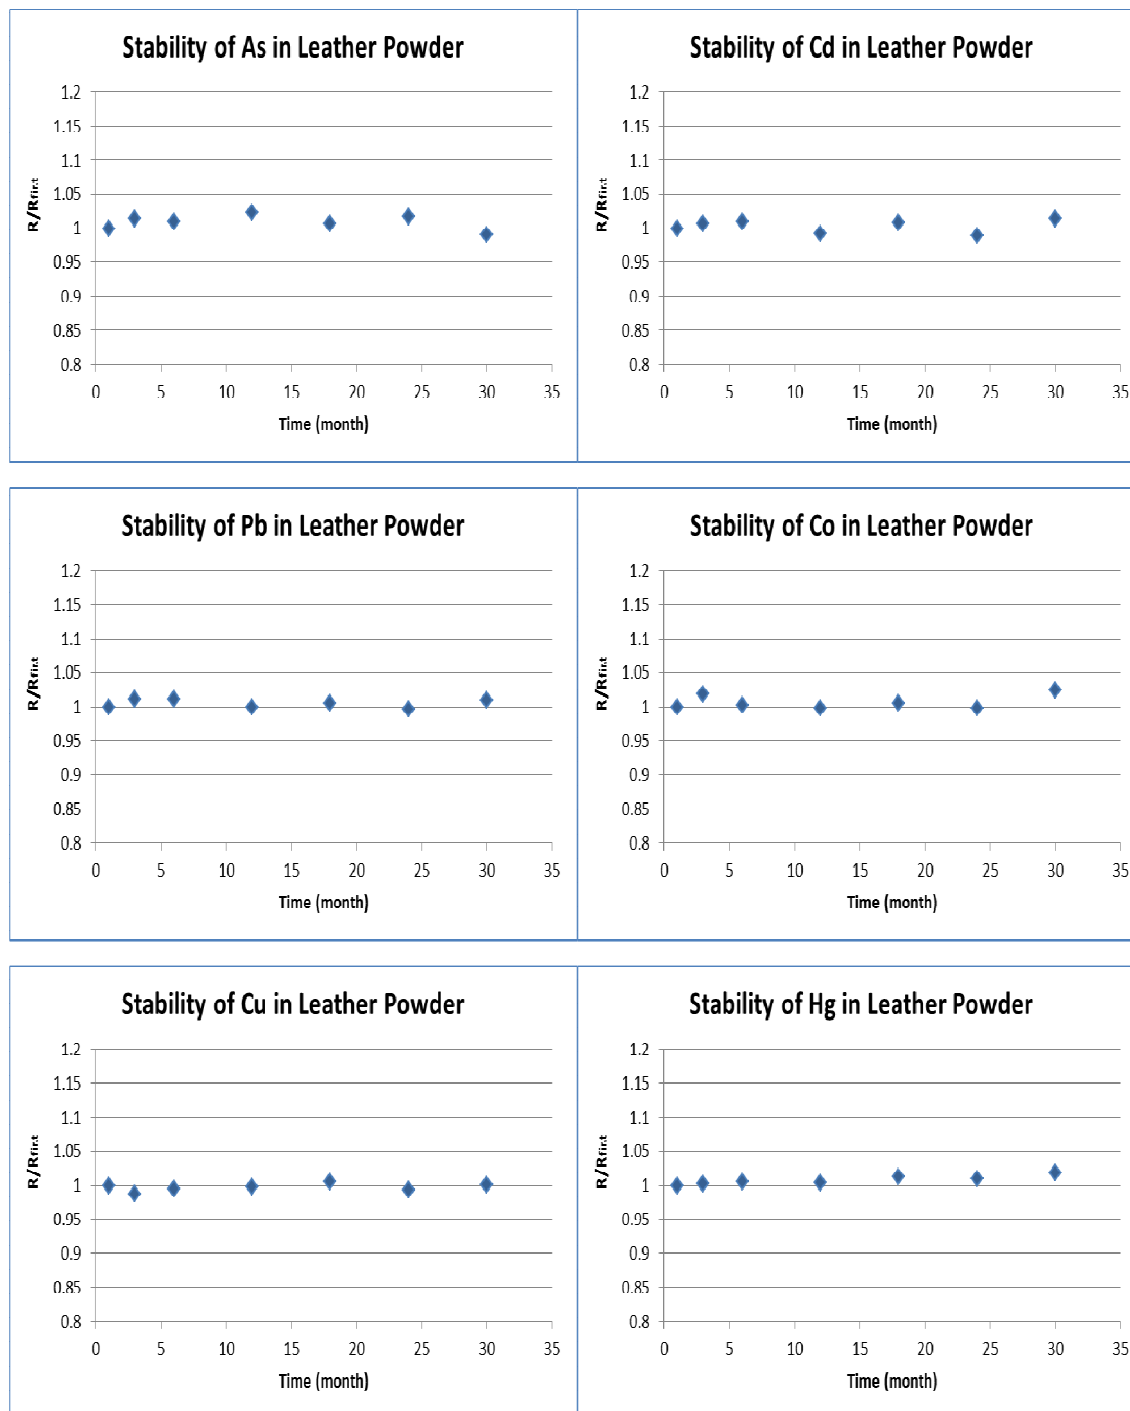 Stability of As in Leather Powder
1.2
1.15
1.1
1.05
1
0.95
0.9
0.85
0.8
R/Rfirst
0 5 10 15 20 25 30 35
Time (month)
Stability of Cd in Leather Powder
1.2
1.15
1.1
1.05
1
0.95
0.9
0.85
0.8
R/Rfirst
0 5 10 15 20 25 30 35
Time (month)
Stability of Pb in Leather Powder
1.2
1.15
1.1
1.05
1
0.95
0.9
0.85
0.8
R/Rfirst
0 5 10 15 20 25 30 35
Time (month)
Stability of Co in Leather Powder
1.2
1.15
1.1
1.05
1
0.95
0.9
0.85
0.8
R/Rfirst
0 5 10 15 20 25 30 35
Time (month)
Stability of Cu in Leather Powder
1.2
1.15
1.1
1.05
1
0.95
0.9
0.85
0.8
R/Rfirst
0 5 10 15 20 25 30 35
Time (month)
Stability of Hg in Leather Powder
1.2
1.15
1.1
1.05
1
0.95
0.9
0.85
0.8
R/Rfirst
0 5 10 15 20 25 30 35
Time (month)